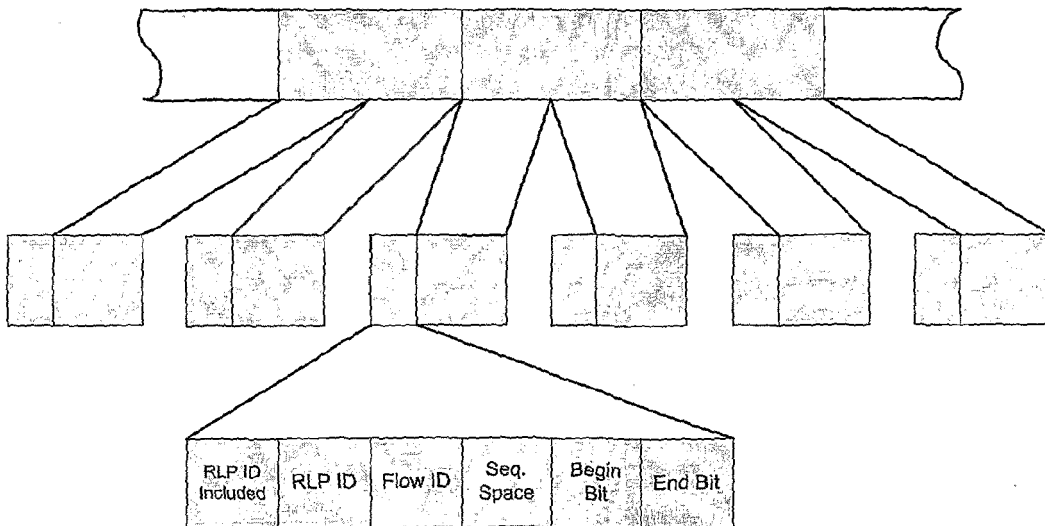 RLP ID
Included
RLP ID
Flow ID
Seq.
Space
Begin
Bit
End Bit